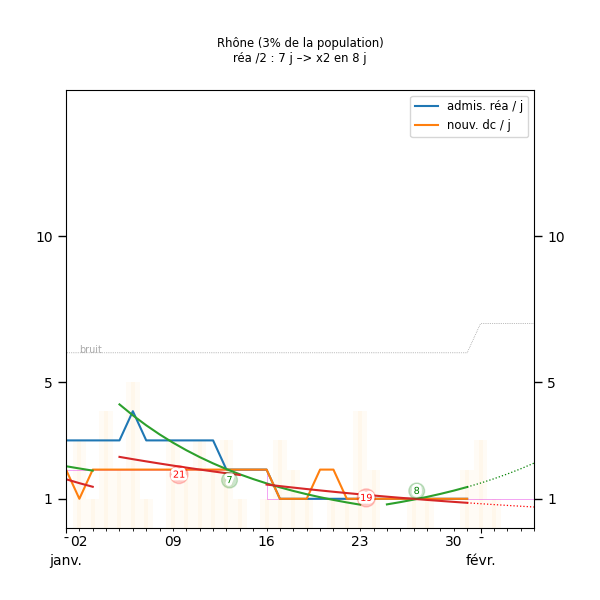 Rhône (3% de la population)
réa /2 : 7 j –> x2 en 8 j
admis. réa / j
nouv. dc / j
10
10
bruit
5
5
21
7
19
8
1
1
02
09
16
23
30
janv.
févr.